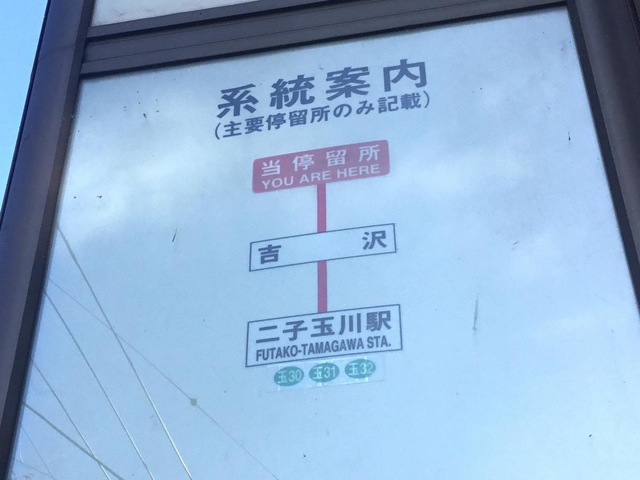 系統案内
(主要停留所のみ記載)
当停留所
YOU ARE HERE
吉沢
二子玉川駅
FUTAKO-TAMAGAWA STA.
玉30 玉31 玉32